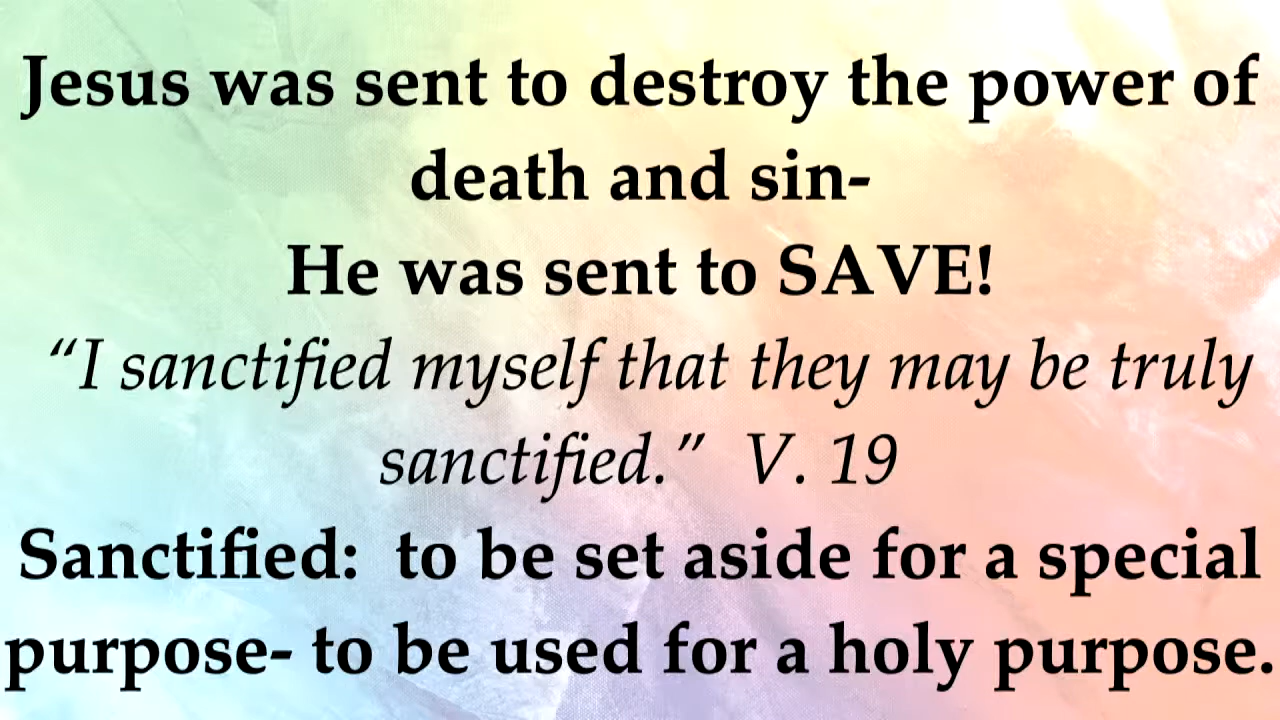 Jesus was sent to destroy the power of
death and sin-
He was sent to SAVE!
“I sanctified myself that they may be truly
sanctified.”  V. 19
Sanctified:  to be set aside for a special
purpose- to be used for a holy purpose.